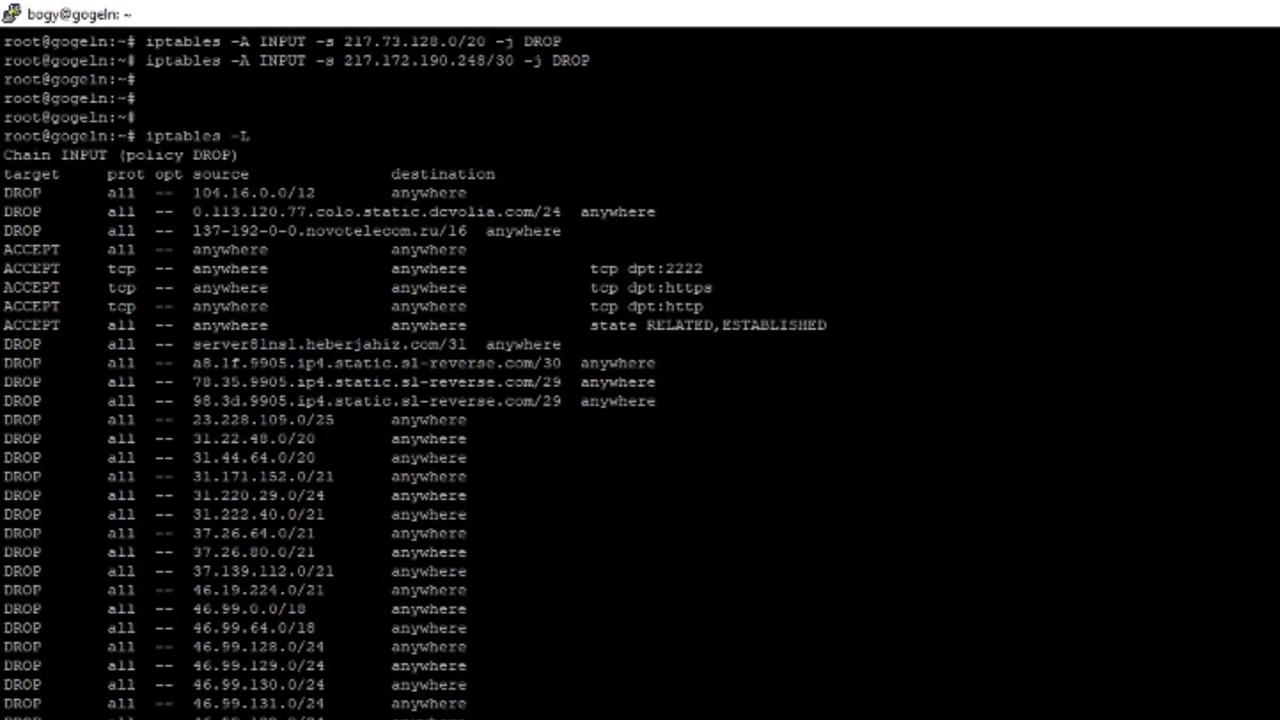 bogy@gogeln: ~
root@gogeln:~# iptables -A INPUT -s 217.73.128.0/20 -j DROP
root@gogeln:~# iptables -A INPUT -s 217.172.190.248/30 -j DROP
root@gogeln:~#
root@gogeln:~#
root@gogeln:~#
root@gogeln:~# iptables -L
Chain INPUT (policy DROP)
target     prot opt source               destination
DROP       all  --  104.16.0.0/12        anywhere
DROP       all  --  0.113.120.77.colo.static.dcvolia.com/24  anywhere
DROP       all  --  137-192-0-0.novotelecom.ru/16  anywhere
ACCEPT     all  --  anywhere             anywhere
ACCEPT     tcp  --  anywhere             anywhere             tcp dpt:2222
ACCEPT     tcp  --  anywhere             anywhere             tcp dpt:https
ACCEPT     tcp  --  anywhere             anywhere             tcp dpt:http
ACCEPT     all  --  anywhere             anywhere             state RELATED,ESTABLISHED
DROP       all  --  server81ns1.heberjahiz.com/31  anywhere
DROP       all  --  a8.1f.9905.ip4.static.sl-reverse.com/30  anywhere
DROP       all  --  78.35.9905.ip4.static.sl-reverse.com/29  anywhere
DROP       all  --  98.3d.9905.ip4.static.sl-reverse.com/29  anywhere
DROP       all  --  23.228.109.0/25      anywhere
DROP       all  --  31.22.48.0/20        anywhere
DROP       all  --  31.44.64.0/20        anywhere
DROP       all  --  31.171.152.0/21      anywhere
DROP       all  --  31.220.29.0/24       anywhere
DROP       all  --  31.222.40.0/21       anywhere
DROP       all  --  37.26.64.0/21        anywhere
DROP       all  --  37.26.80.0/21        anywhere
DROP       all  --  37.139.112.0/21      anywhere
DROP       all  --  46.19.224.0/21       anywhere
DROP       all  --  46.99.0.0/18         anywhere
DROP       all  --  46.99.64.0/18        anywhere
DROP       all  --  46.99.128.0/24       anywhere
DROP       all  --  46.99.129.0/24       anywhere
DROP       all  --  46.99.130.0/24       anywhere
DROP       all  --  46.99.131.0/24       anywhere